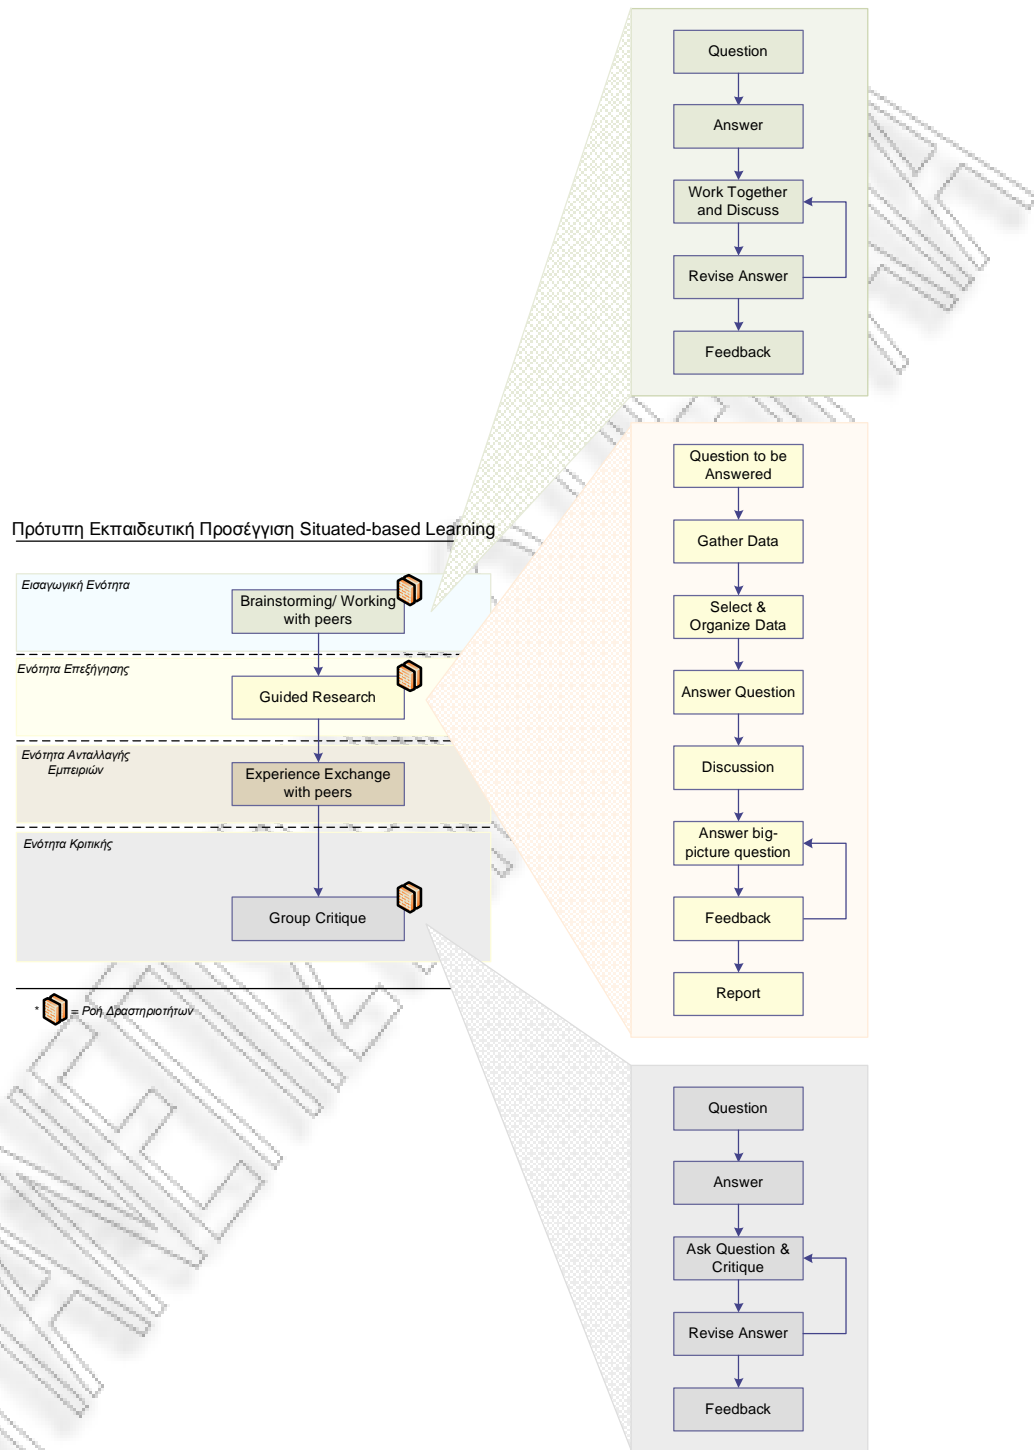 Question
Answer
Work Together
and Discuss
Revise Answer
Feedback
Question to be
Answered
Gather Data
Select &
Organize Data
Answer Question
Discussion
Answer big-
picture question
Feedback
Report
Πρότυπη Εκπαιδευτική Προσέγγιση Situated-based Learning
Εισαγωγική Ενότητα
Brainstorming/ Working
with peers
Ενότητα Επεξήγησης
Guided Research
Ενότητα Ανταλλαγής
Εμπειριών
Experience Exchange
with peers
Ενότητα Κριτικής
Group Critique
* = Ροή Δραστηριοτήτων
Question
Answer
Ask Question &
Critique
Revise Answer
Feedback